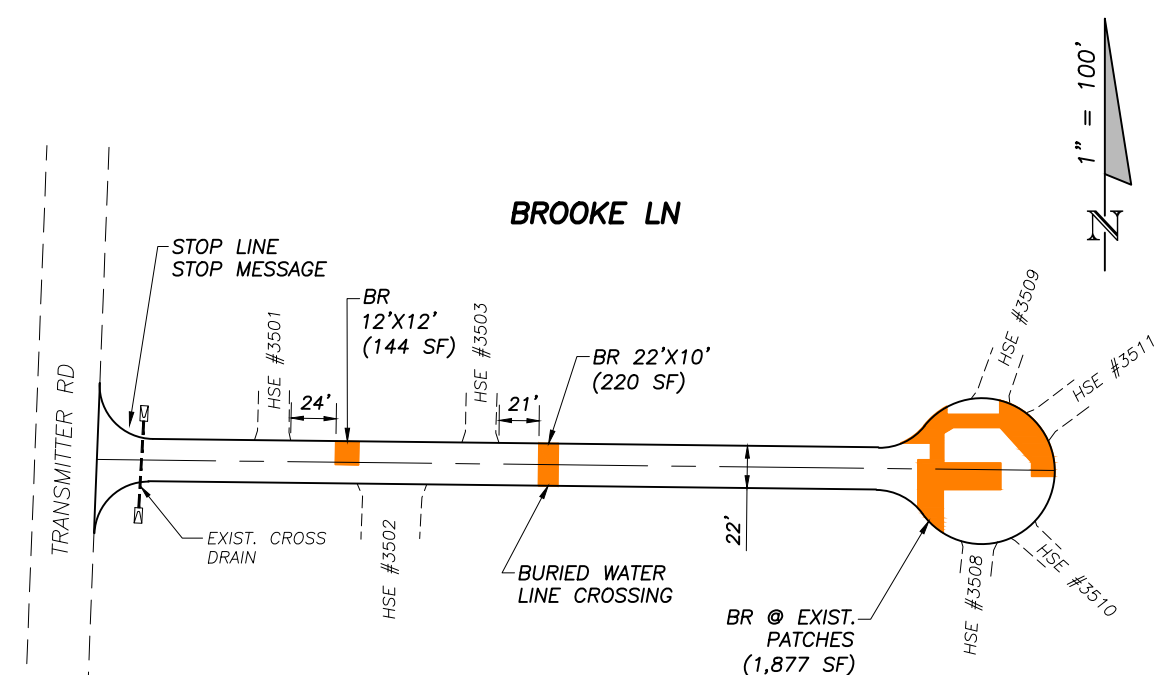 1" = 100'
N
BROOKE LN
STOP LINE
STOP MESSAGE
BR
12'X12'
(144 SF)
HSE #3501
HSE #3503
24'
21'
BR 22'X10'
(220 SF)
HSE #3509
HSE #3511
TRANSMITTER RD
EXIST. CROSS
DRAIN
HSE #3502
BURIED WATER
LINE CROSSING
22'
BR @ EXIST.
PATCHES
(1,877 SF)
HSE #3508
HSE #3510